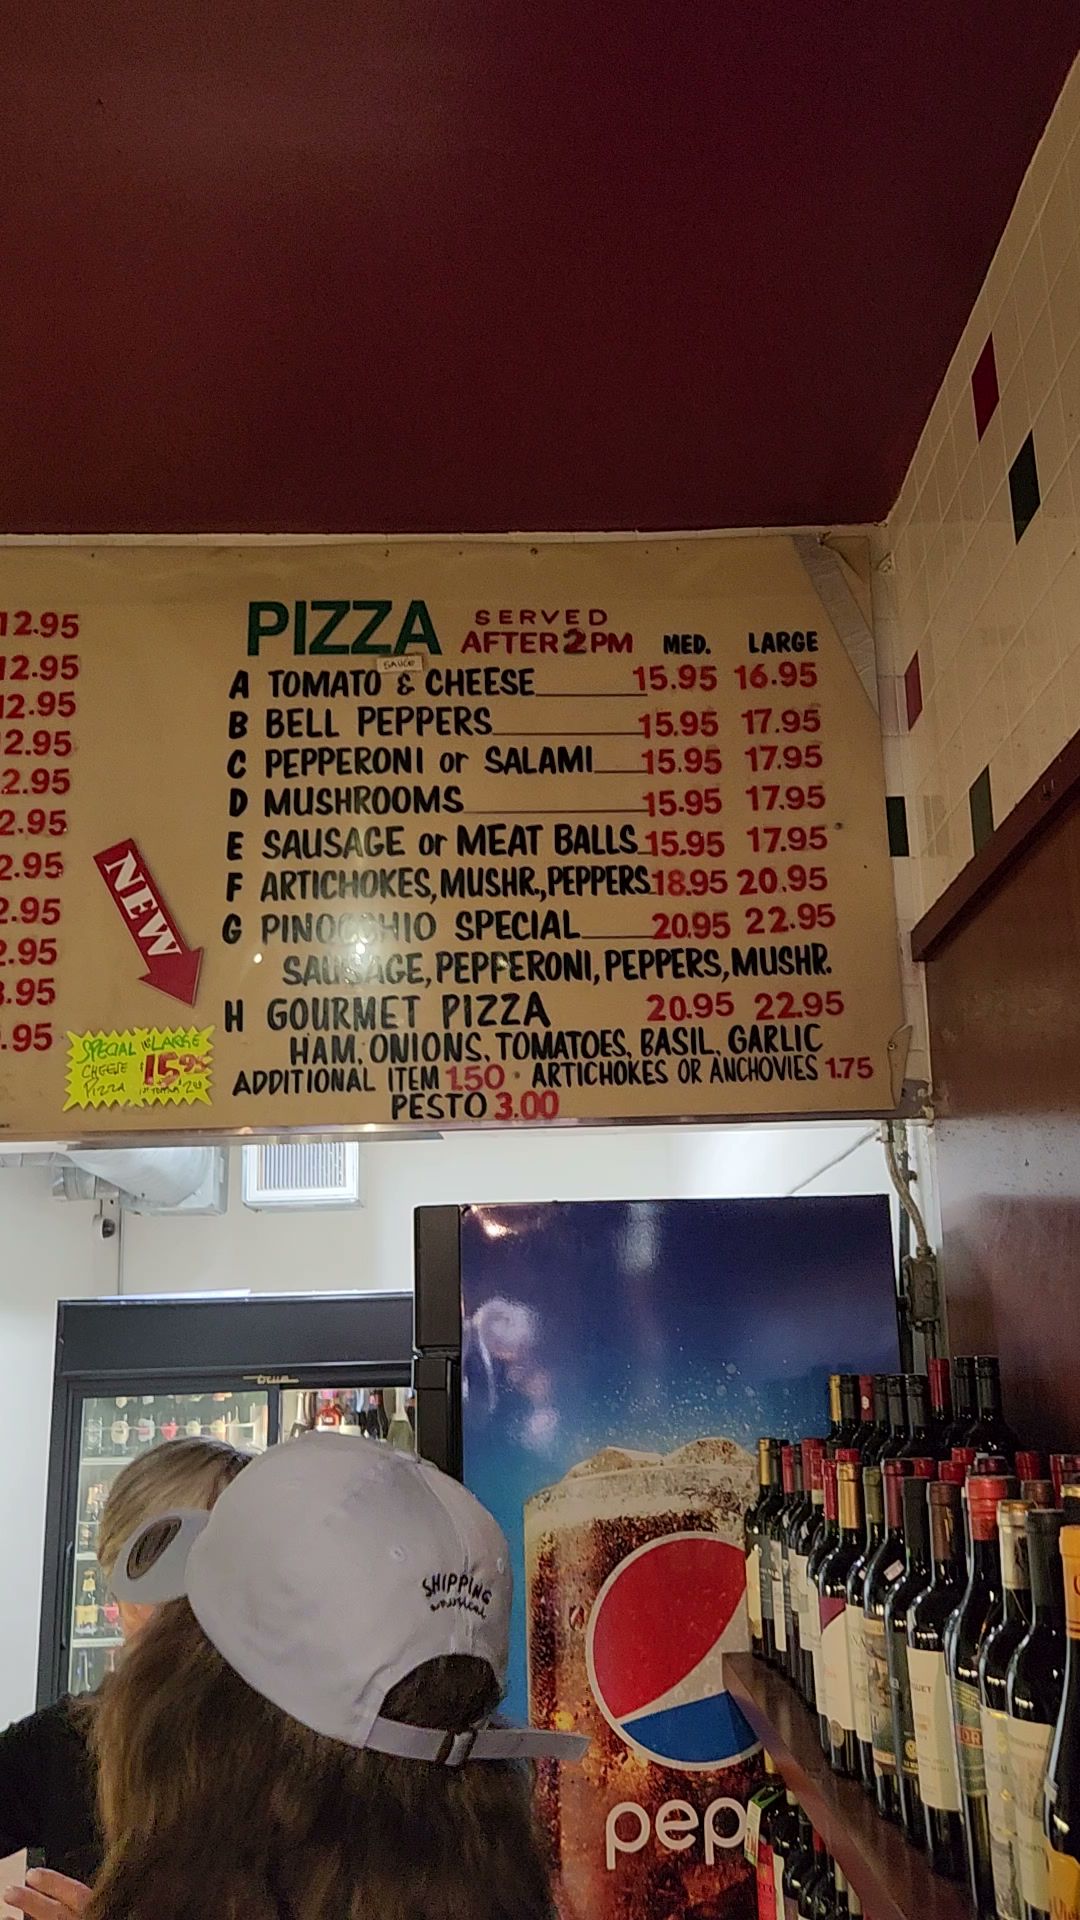 12.95
12.95
12.95
2.95
2.95
2.95
2.95
2.95
2.95
.95
.95
PIZZA SERVED AFTER 2 PM MED. LARGE
SAUCE
A TOMATO & CHEESE 15.95 16.95
B BELL PEPPERS 15.95 17.95
C PEPPERONI or SALAMI 15.95 17.95
D MUSHROOMS 15.95 17.95
E SAUSAGE or MEAT BALLS 15.95 17.95
F ARTICHOKES, MUSHR., PEPPERS 18.95 20.95
G PINOCCHIO SPECIAL 20.95 22.95
SAUSAGE, PEPPERONI, PEPPERS, MUSHR.
H GOURMET PIZZA 20.95 22.95
HAM, ONIONS, TOMATOES, BASIL, GARLIC
ADDITIONAL ITEM 1.50 · ARTICHOKES OR ANCHOVIES 1.75
PESTO 3.00
NEW
SPECIAL LARGE
CHEESE 15.95
PIZZA
true
SHIPPING
pep